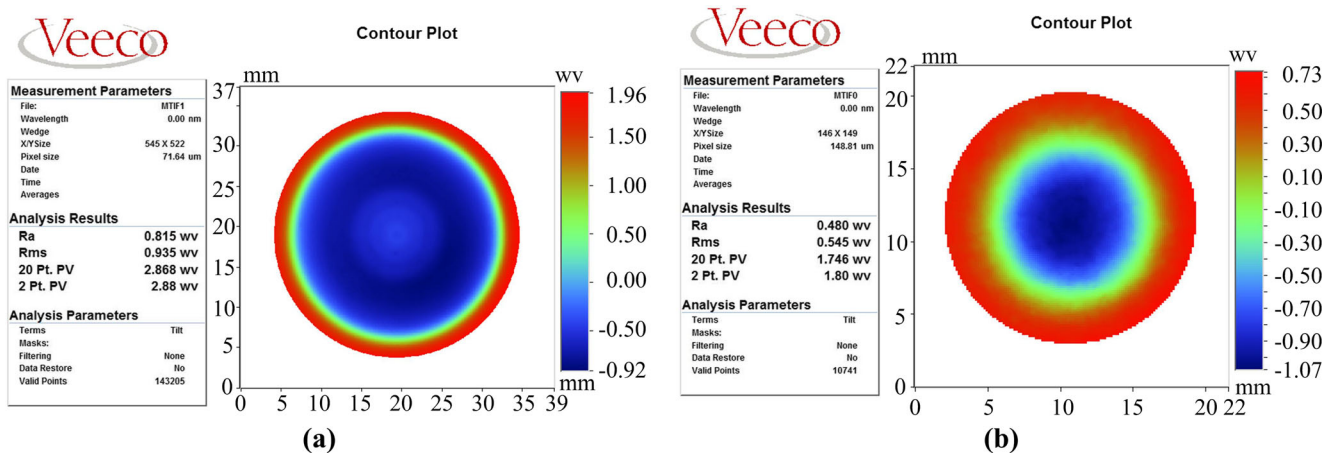 Veeco
Contour Plot
Measurement Parameters
File: MTIF1
Wavelength 0.00 nm
Wedge
X/YSize 545 X 522
Pixel size 71.64 um
Date
Time
Averages
Analysis Results
Ra 0.815 wv
Rms 0.935 wv
20 Pt. PV 2.868 wv
2 Pt. PV 2.88 wv
Analysis Parameters
Terms Tilt
Masks:
Filtering None
Data Restore No
Valid Points 143205
mm
37
30
25
20
15
10
5
0
0 5 10 15 20 25 30 35 39
mm
wv
1.96
1.50
1.00
0.50
0.00
-0.50
-0.92
(a)
Veeco
Contour Plot
Measurement Parameters
File: MTIF0
Wavelength 0.00 nm
Wedge
X/YSize 146 X 149
Pixel size 148.81 um
Date
Time
Averages
Analysis Results
Ra 0.480 wv
Rms 0.545 wv
20 Pt. PV 1.746 wv
2 Pt. PV 1.80 wv
Analysis Parameters
Terms Tilt
Masks:
Filtering None
Data Restore No
Valid Points 10741
22
mm
20
15
10
5
0
0 5 10 15 20 22
mm
wv
0.73
0.50
0.30
0.10
-0.10
-0.30
-0.50
-0.70
-0.90
-1.07
(b)